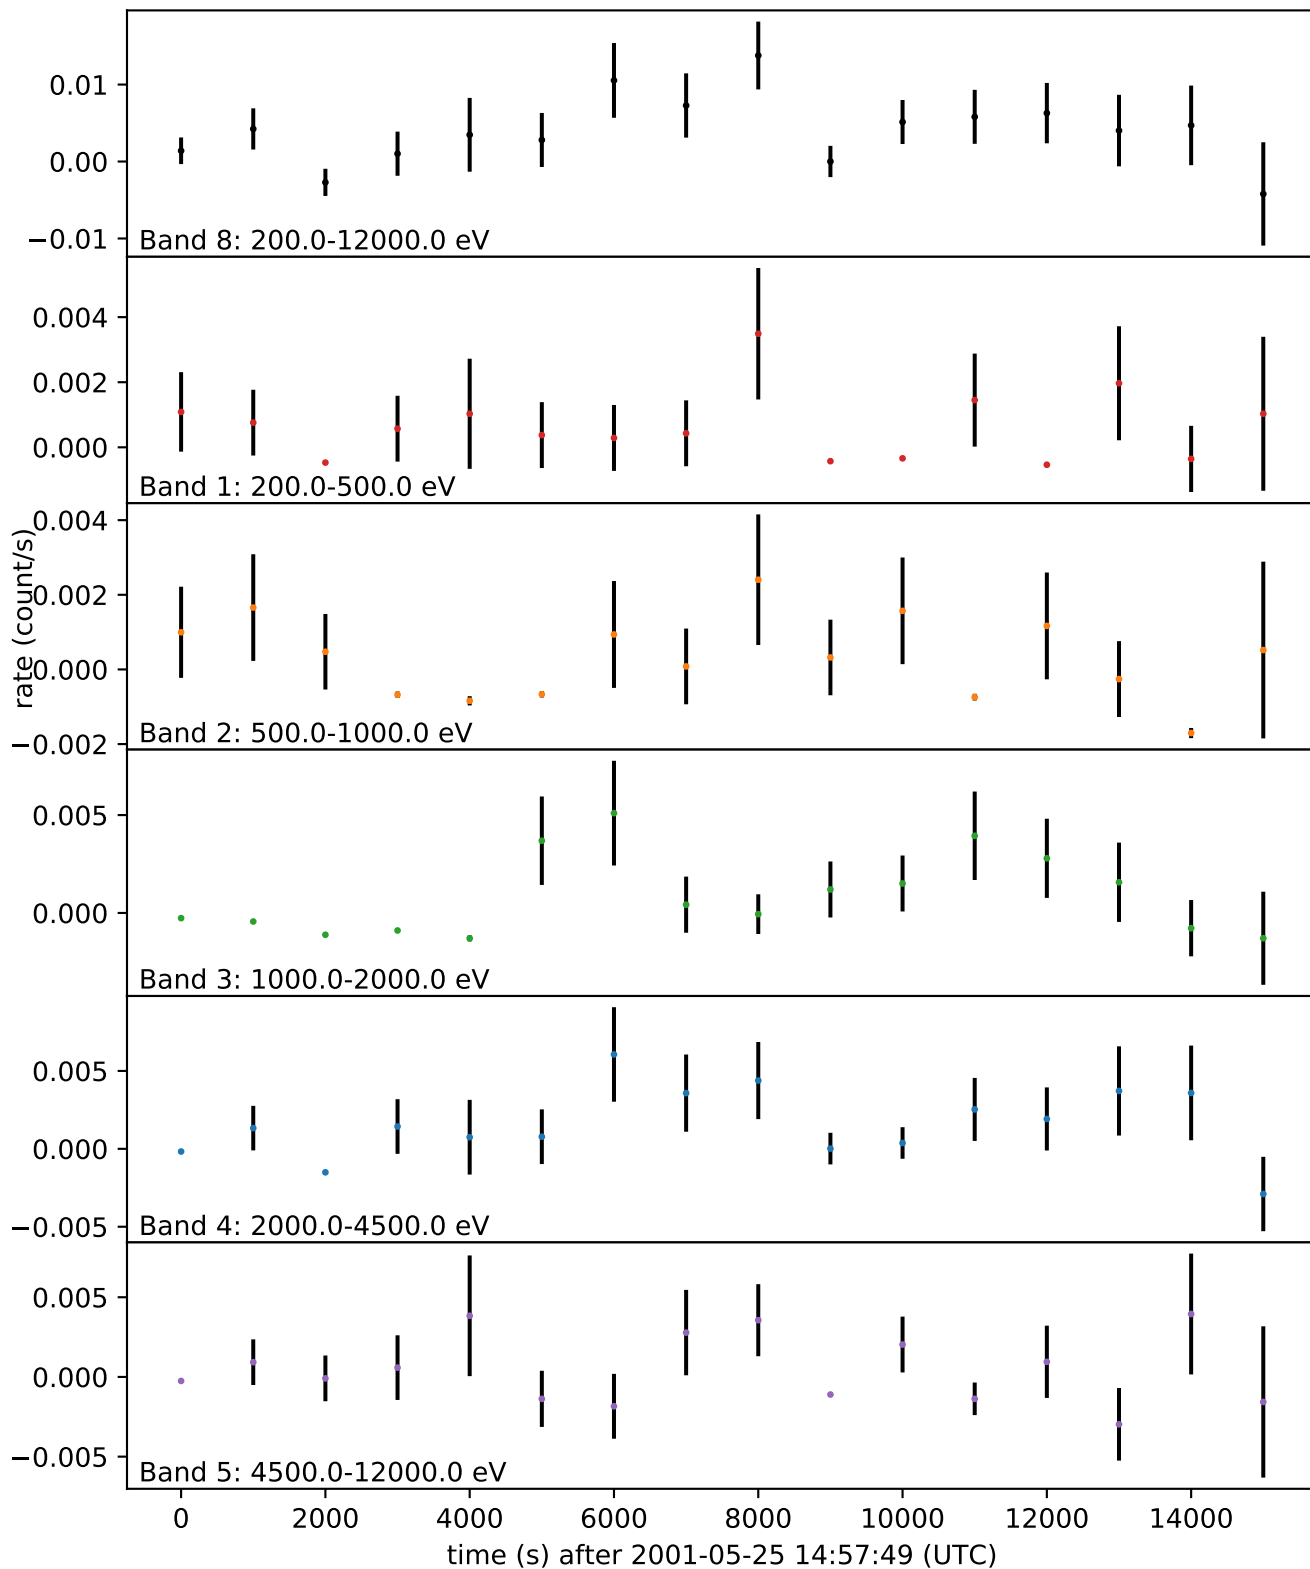 0.01
0.00
−0.01
Band 8: 200.0-12000.0 eV
0.004
0.002
0.000
Band 1: 200.0-500.0 eV
rate (count/s)
0.004
0.002
0.000
−0.002
Band 2: 500.0-1000.0 eV
0.005
0.000
Band 3: 1000.0-2000.0 eV
0.005
0.000
−0.005
Band 4: 2000.0-4500.0 eV
0.005
0.000
−0.005
Band 5: 4500.0-12000.0 eV
0 2000 4000 6000 8000 10000 12000 14000
time (s) after 2001-05-25 14:57:49 (UTC)